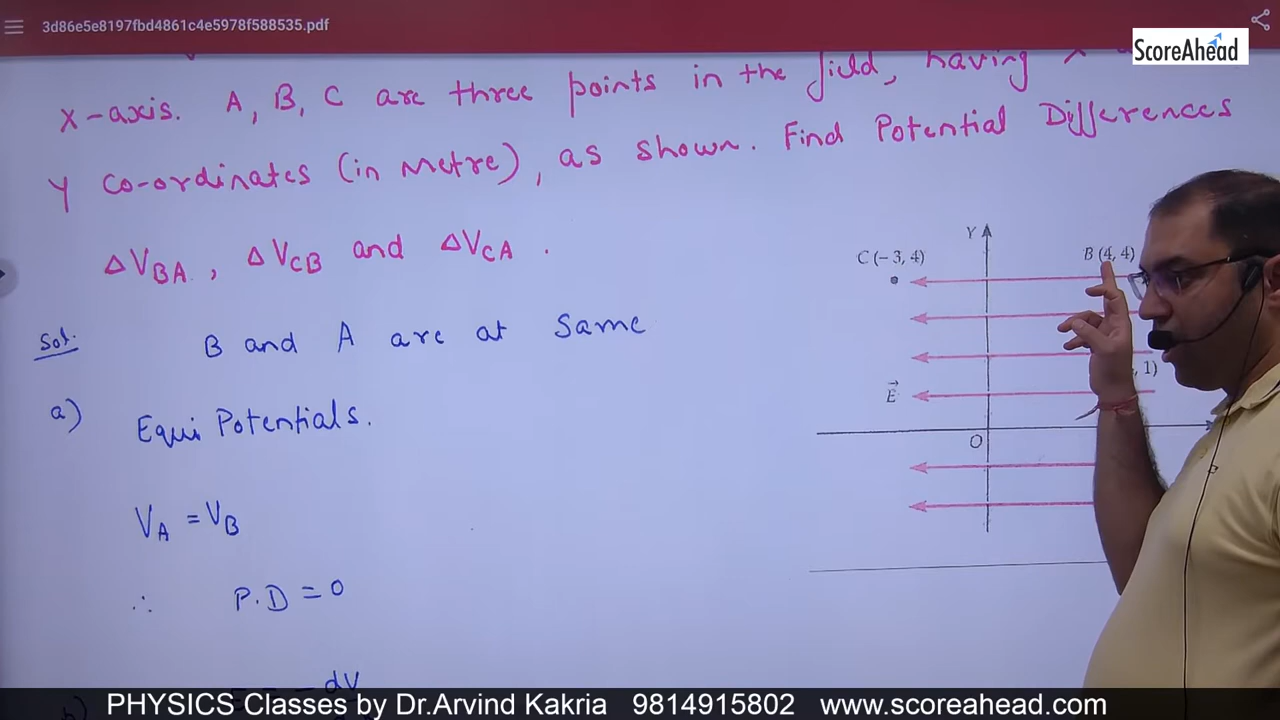 3d86e5e8197fbd4861c4e5978f588535.pdf
ScoreAhead
X-axis. A, B, C are three points in the field, having X
Y Co-ordinates (in Metre), as shown. Find Potential Differences
ΔV_BA, ΔV_CB and ΔV_CA.
Sol. B and A are at Same
a) Equi Potentials.
V_A = V_B
∴ P.D = 0
dV
b)
Y
C (– 3, 4)
B (4, 4)
, 1)
E⃗
O
PHYSICS Classes by Dr.Arvind Kakria 9814915802 www.scoreahead.com